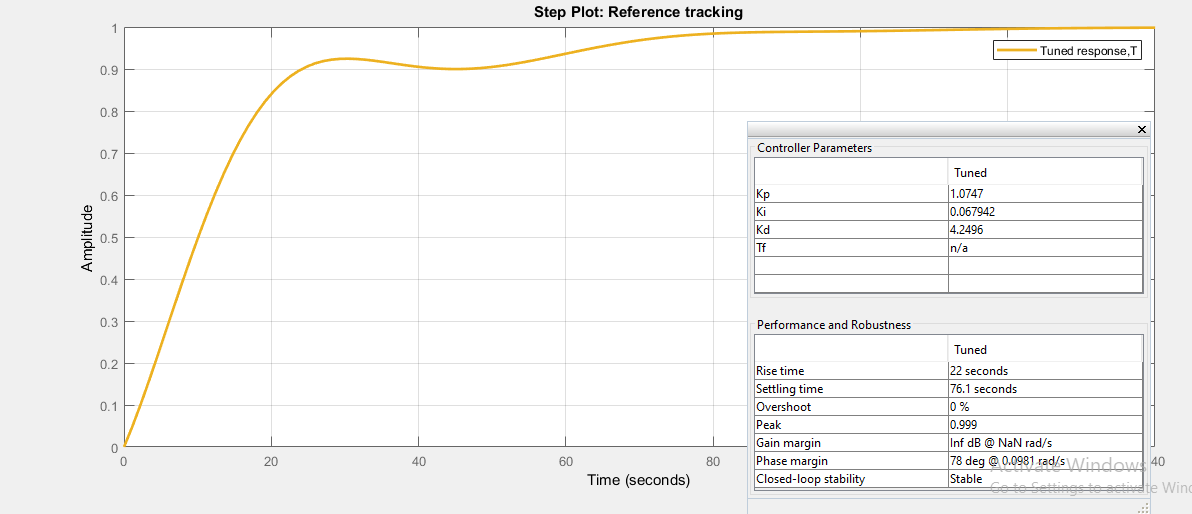 Step Plot: Reference tracking
1
0.9
0.8
0.7
0.6
0.5
0.4
0.3
0.2
0.1
0
Amplitude
Tuned response,T
Controller Parameters
Tuned
Kp 1.0747
Ki 0.067942
Kd 4.2496
Tf n/a
Performance and Robustness
Tuned
Rise time 22 seconds
Settling time 76.1 seconds
Overshoot 0 %
Peak 0.999
Gain margin Inf dB @ NaN rad/s
Phase margin 78 deg @ 0.0981 rad/s
Closed-loop stability Stable
0 20 40 60 80 40
Time (seconds)
Activate Windows
Go to Settings to activate Wind